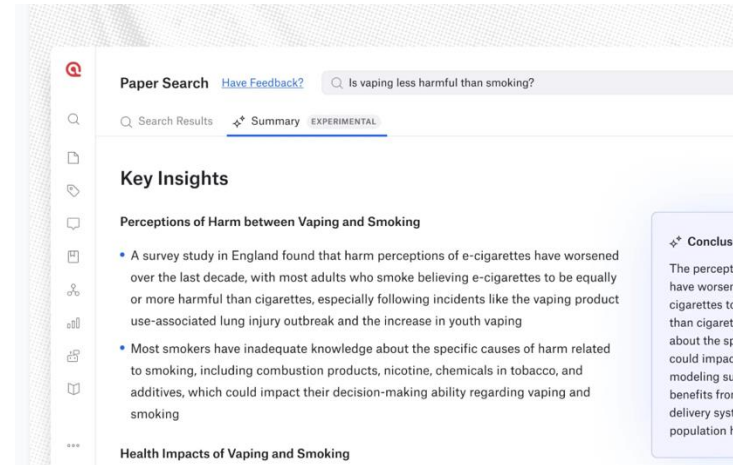 Paper Search Have Feedback? Is vaping less harmful than smoking?
Search Results Summary EXPERIMENTAL
Key Insights
Perceptions of Harm between Vaping and Smoking
• A survey study in England found that harm perceptions of e-cigarettes have worsened
over the last decade, with most adults who smoke believing e-cigarettes to be equally
or more harmful than cigarettes, especially following incidents like the vaping product
use-associated lung injury outbreak and the increase in youth vaping
• Most smokers have inadequate knowledge about the specific causes of harm related
to smoking, including combustion products, nicotine, chemicals in tobacco, and
additives, which could impact their decision-making ability regarding vaping and
smoking
Health Impacts of Vaping and Smoking
Conclus
The percept
have worsen
cigarettes to
than cigaret
about the sp
could impac
modeling su
benefits fro
delivery syst
population h